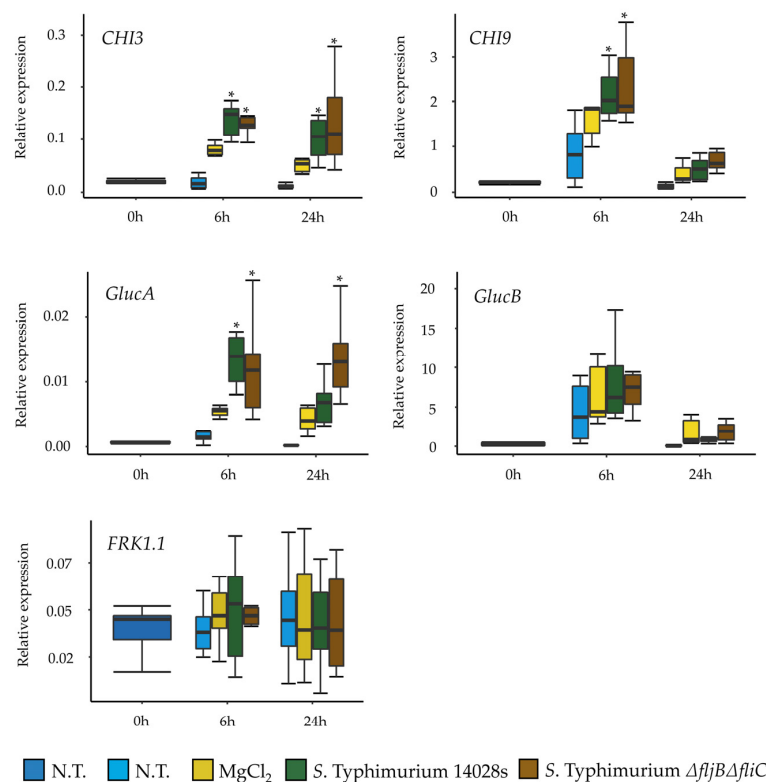 CHI3
Relative expression
0.3
0.2
0.1
0.0
*
*
*
*
0h
6h
24h
CHI9
Relative expression
3
2
1
0
*
*
0h
6h
24h
GlucA
Relative expression
0.02
0.01
0.00
*
*
*
0h
6h
24h
GlucB
Relative expression
20
15
10
5
0
0h
6h
24h
FRK1.1
Relative expression
0.07
0.05
0.02
0h
6h
24h
N.T. N.T. MgCl₂ S. Typhimurium 14028s S. Typhimurium ΔfljBΔfliC